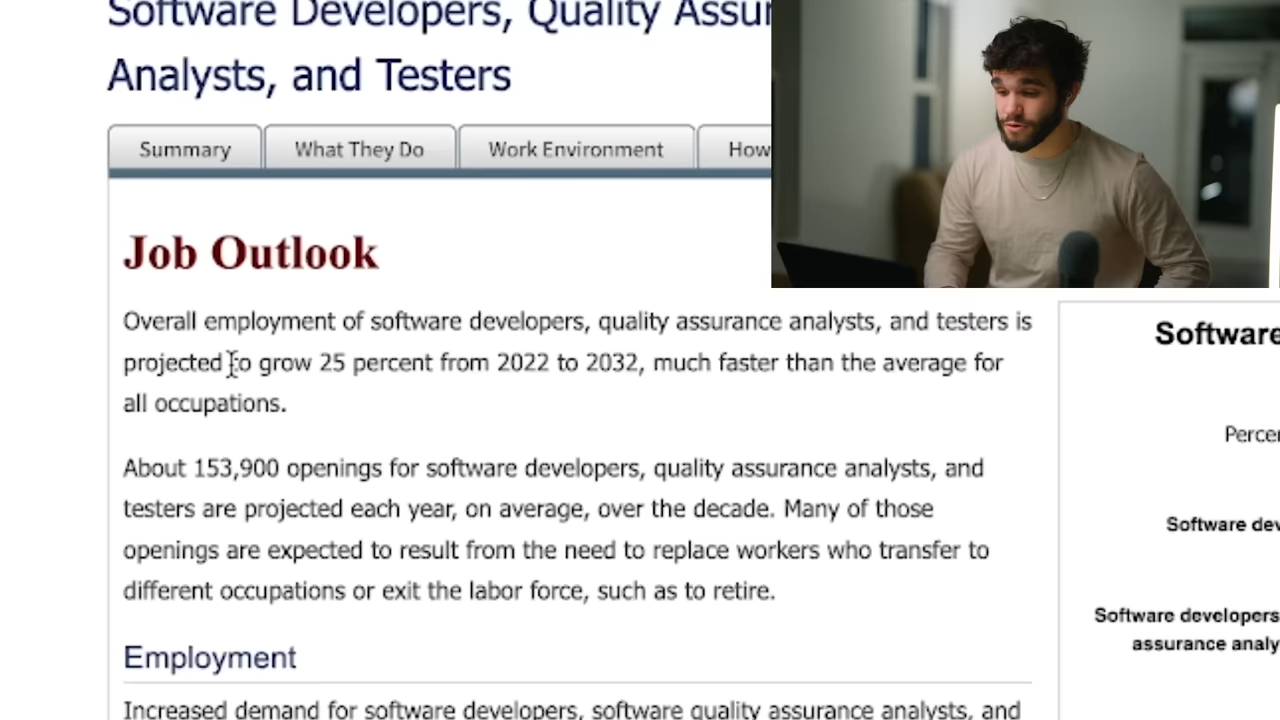 Software Developers, Quality Assur
Analysts, and Testers
Summary
What They Do
Work Environment
How
Job Outlook
Overall employment of software developers, quality assurance analysts, and testers is
projected to grow 25 percent from 2022 to 2032, much faster than the average for
all occupations.
About 153,900 openings for software developers, quality assurance analysts, and
testers are projected each year, on average, over the decade. Many of those
openings are expected to result from the need to replace workers who transfer to
different occupations or exit the labor force, such as to retire.
Employment
Increased demand for software developers, software quality assurance analysts, and
Software
Percen
Software dev
Software developers
assurance analy